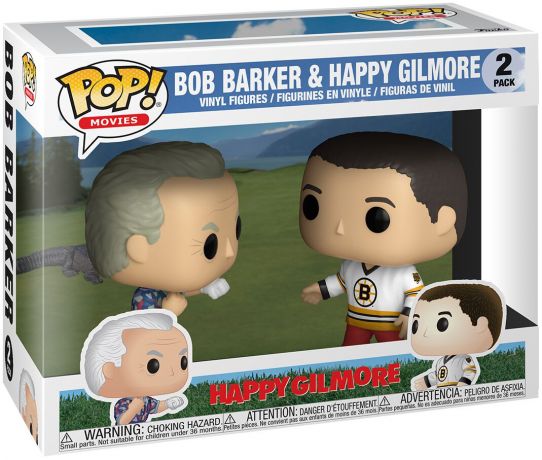 POP!
MOVIES
BOB BARKER & HAPPY GILMORE
VINYL FIGURES / FIGURINES EN VINYLE / FIGURAS DE VINIL
2
PACK
BOB BARKER
B
HAPPY GILMORE
WARNING: CHOKING HAZARD.
Small parts. Not suitable for children under 36 months.
ATTENTION: DANGER D'ÉTOUFFEMENT.
Petites pièces. Ne convient pas aux enfants de moins de 36 mois.
ADVERTENCIA: PELIGRO DE ASFIXIA.
Partes pequeñas. No es adecuado para niños menores de 36 meses.